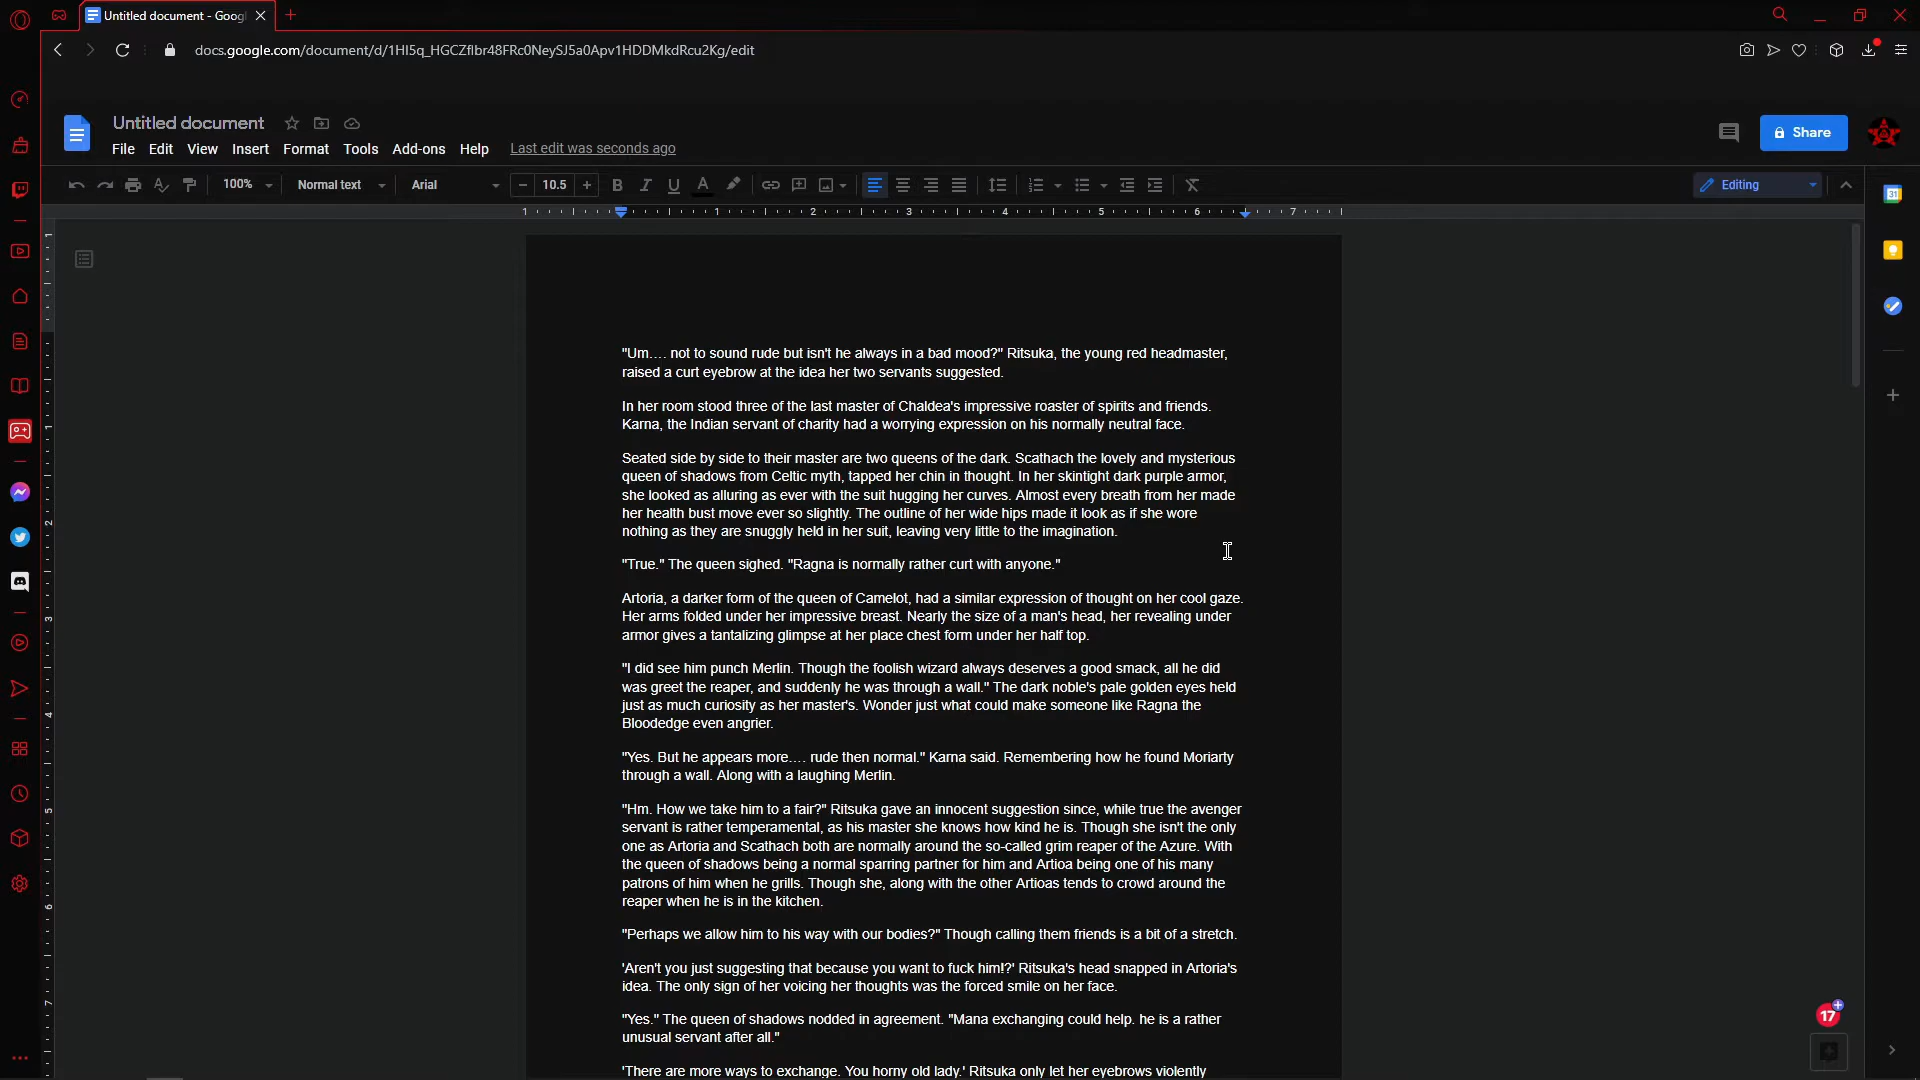 Untitled document - Goog
docs.google.com/document/d/1HI5q_HGCZflbr48FRc0NeySJ5a0Apv1HDDMkdRcu2Kg/edit
Untitled document
File Edit View Insert Format Tools Add-ons Help Last edit was seconds ago
Share
100% Normal text Arial 10.5 Editing
1 1 2 3 4 5 6 7
"Um.... not to sound rude but isn't he always in a bad mood?" Ritsuka, the young red headmaster,
raised a curt eyebrow at the idea her two servants suggested.
In her room stood three of the last master of Chaldea's impressive roaster of spirits and friends.
Karna, the Indian servant of charity had a worrying expression on his normally neutral face.
Seated side by side to their master are two queens of the dark. Scathach the lovely and mysterious
queen of shadows from Celtic myth, tapped her chin in thought. In her skintight dark purple armor,
she looked as alluring as ever with the suit hugging her curves. Almost every breath from her made
her health bust move ever so slightly. The outline of her wide hips made it look as if she wore
nothing as they are snuggly held in her suit, leaving very little to the imagination.
"True." The queen sighed. "Ragna is normally rather curt with anyone."
Artoria, a darker form of the queen of Camelot, had a similar expression of thought on her cool gaze.
Her arms folded under her impressive breast. Nearly the size of a man's head, her revealing under
armor gives a tantalizing glimpse at her place chest form under her half top.
"I did see him punch Merlin. Though the foolish wizard always deserves a good smack, all he did
was greet the reaper, and suddenly he was through a wall." The dark noble's pale golden eyes held
just as much curiosity as her master's. Wonder just what could make someone like Ragna the
Bloodedge even angrier.
"Yes. But he appears more.... rude then normal." Karna said. Remembering how he found Moriarty
through a wall. Along with a laughing Merlin.
"Hm. How we take him to a fair?" Ritsuka gave an innocent suggestion since, while true the avenger
servant is rather temperamental, as his master she knows how kind he is. Though she isn't the only
one as Artoria and Scathach both are normally around the so-called grim reaper of the Azure. With
the queen of shadows being a normal sparring partner for him and Artioa being one of his many
patrons of him when he grills. Though she, along with the other Artioas tends to crowd around the
reaper when he is in the kitchen.
"Perhaps we allow him to his way with our bodies?" Though calling them friends is a bit of a stretch.
'Aren't you just suggesting that because you want to fuck him!?' Ritsuka's head snapped in Artoria's
idea. The only sign of her voicing her thoughts was the forced smile on her face.
"Yes." The queen of shadows nodded in agreement. "Mana exchanging could help. he is a rather
unusual servant after all."
'There are more ways to exchange. You horny old lady.' Ritsuka only let her eyebrows violently
1
1
2
3
4
5
6
7
31
17